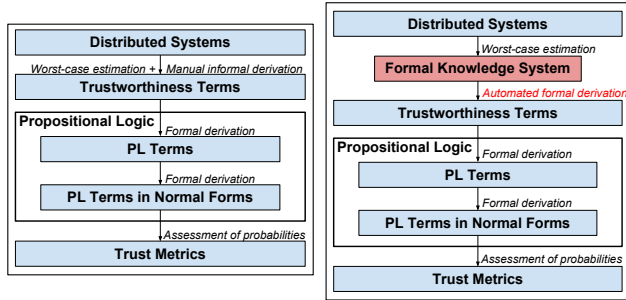 Distributed Systems
Worst-case estimation + Manual informal derivation
Trustworthiness Terms
Propositional Logic
Formal derivation
PL Terms
Formal derivation
PL Terms in Normal Forms
Assessment of probabilities
Trust Metrics
Distributed Systems
Worst-case estimation
Formal Knowledge System
Automated formal derivation
Trustworthiness Terms
Propositional Logic
Formal derivation
PL Terms
Formal derivation
PL Terms in Normal Forms
Assessment of probabilities
Trust Metrics